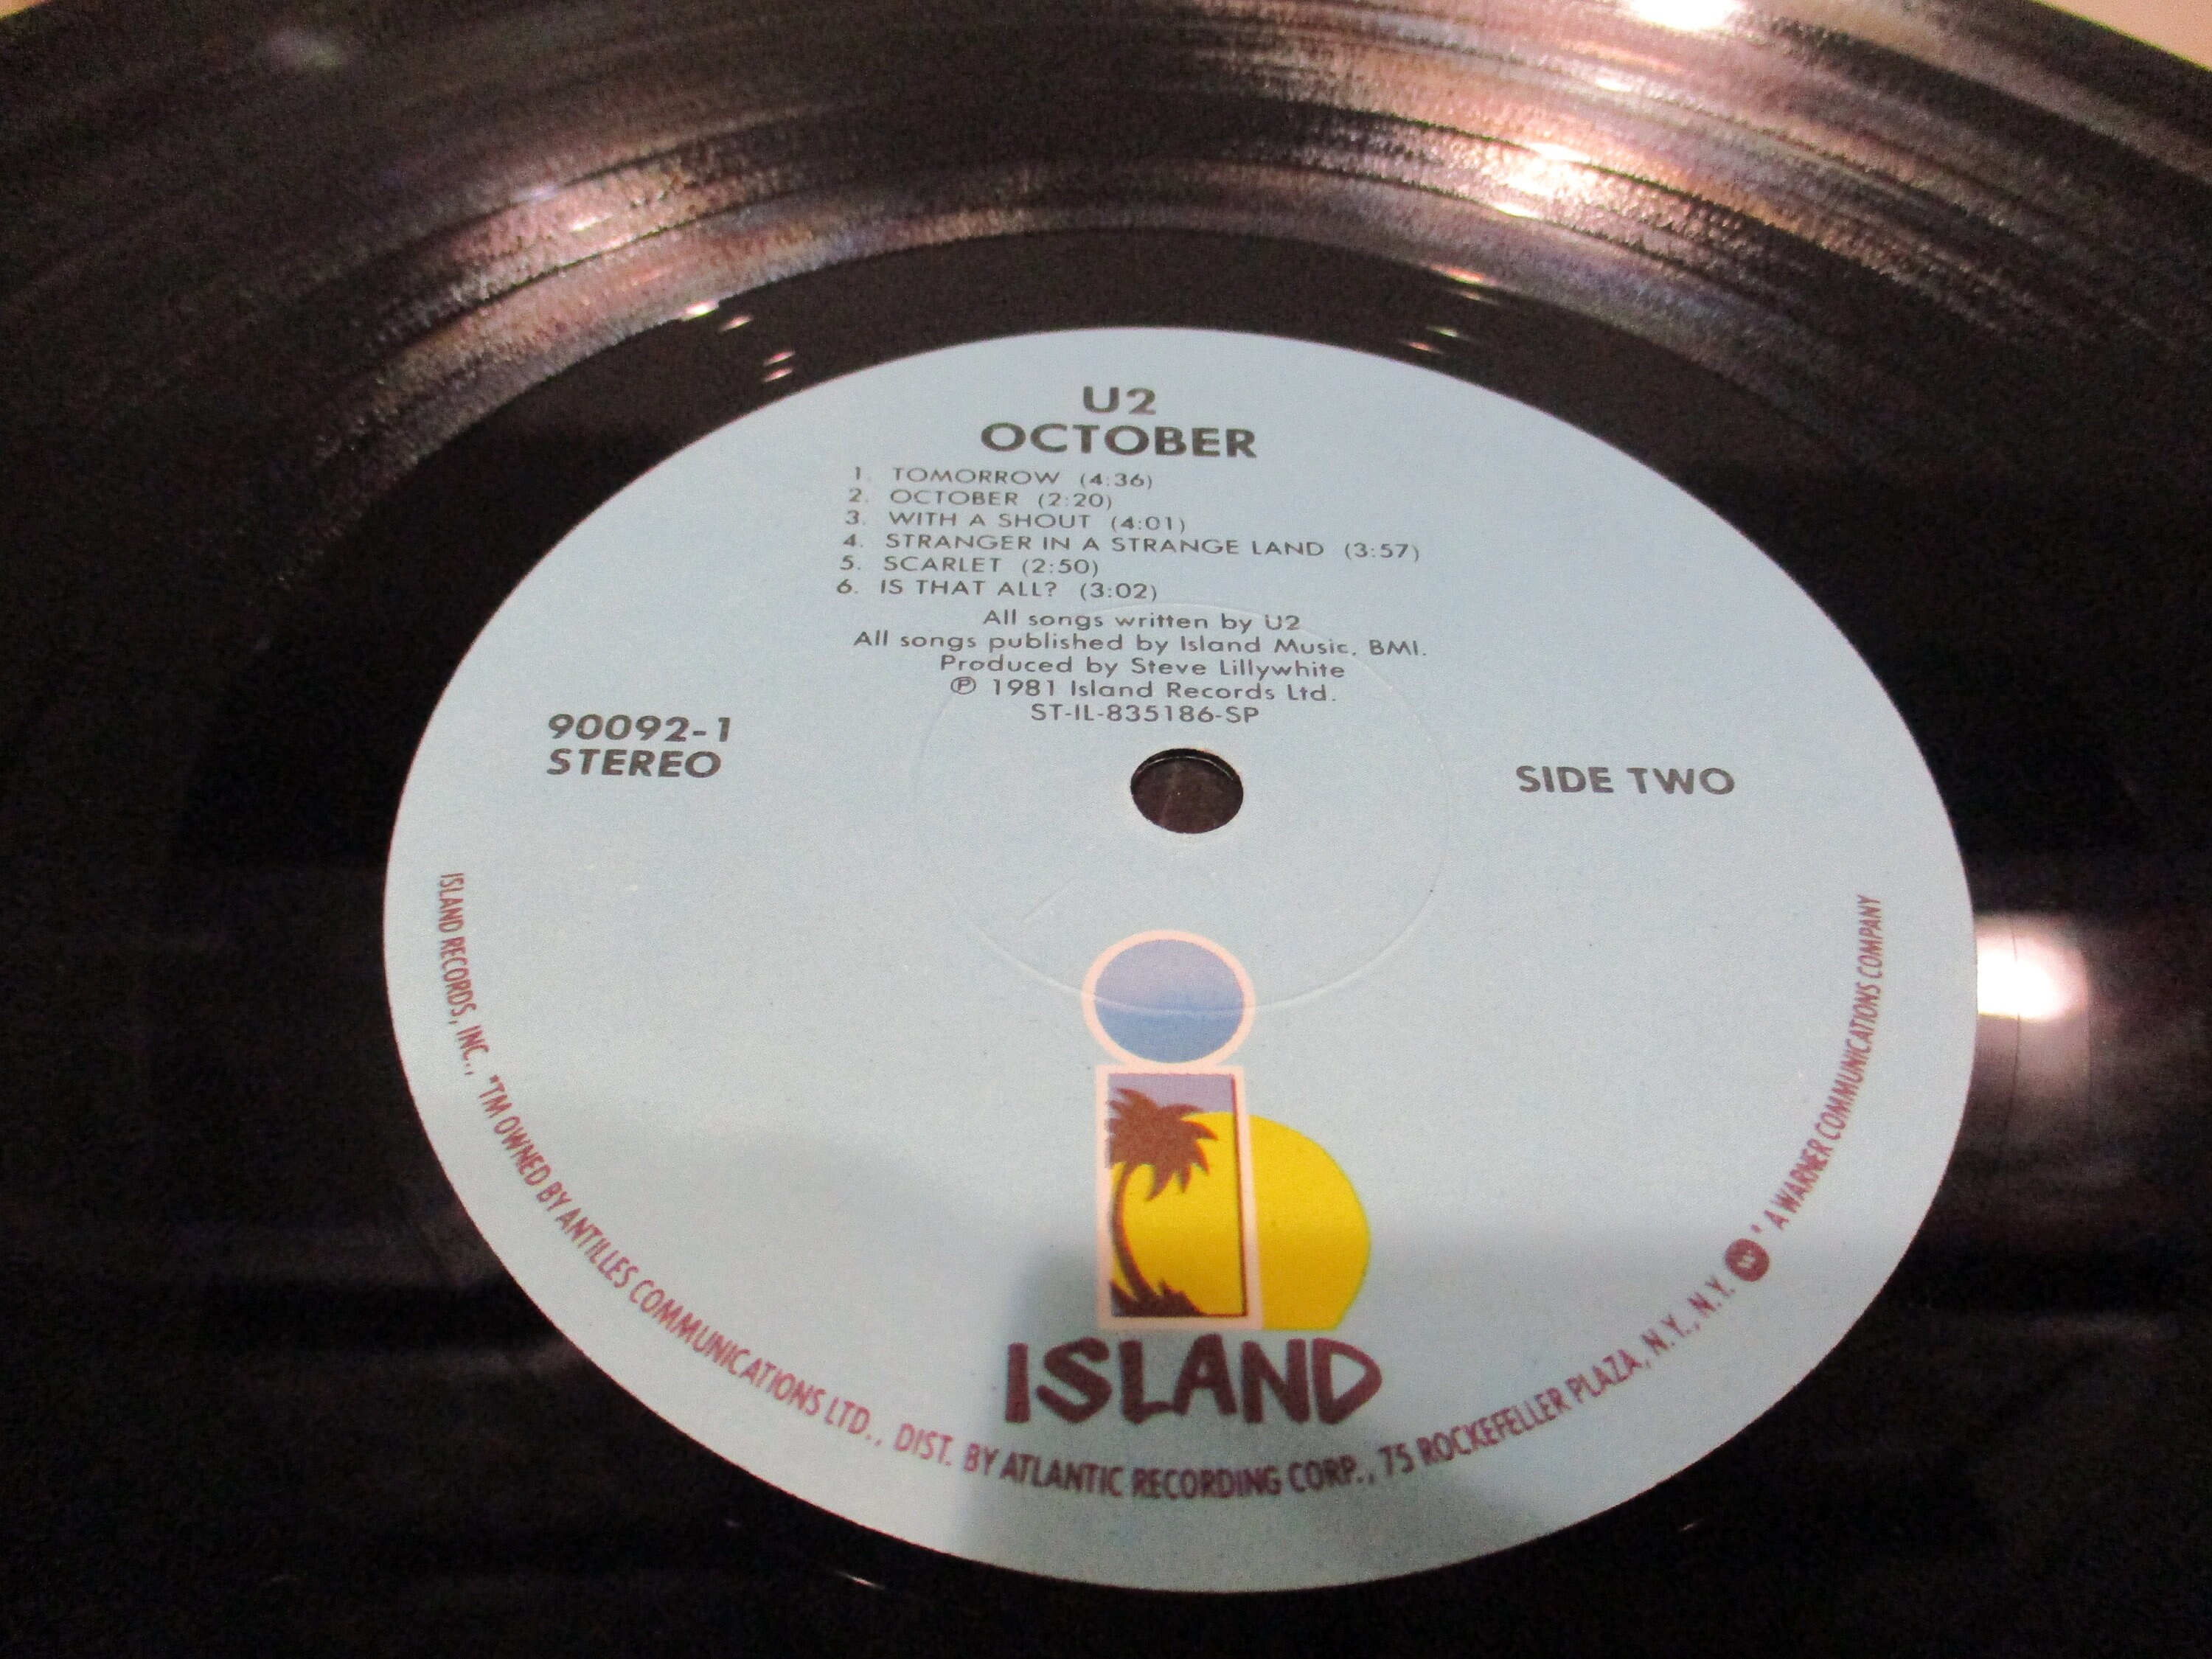 U2
OCTOBER
1. TOMORROW (4:36)
2. OCTOBER (2:20)
3. WITH A SHOUT (4:01)
4. STRANGER IN A STRANGE LAND (3:57)
5. SCARLET (2:50)
6. IS THAT ALL? (3:02)
All songs written by U2
All songs published by Island Music, BMI.
Produced by Steve Lillywhite
℗ 1981 Island Records Ltd.
ST-IL-835186-SP
90092-1
STEREO
SIDE TWO
ISLAND
ISLAND RECORDS, INC., *TM OWNED BY ANTILLES COMMUNICATIONS LTD., DIST. BY ATLANTIC RECORDING CORP., 75 ROCKEFELLER PLAZA, N.Y., N.Y. * A WARNER COMMUNICATIONS COMPANY